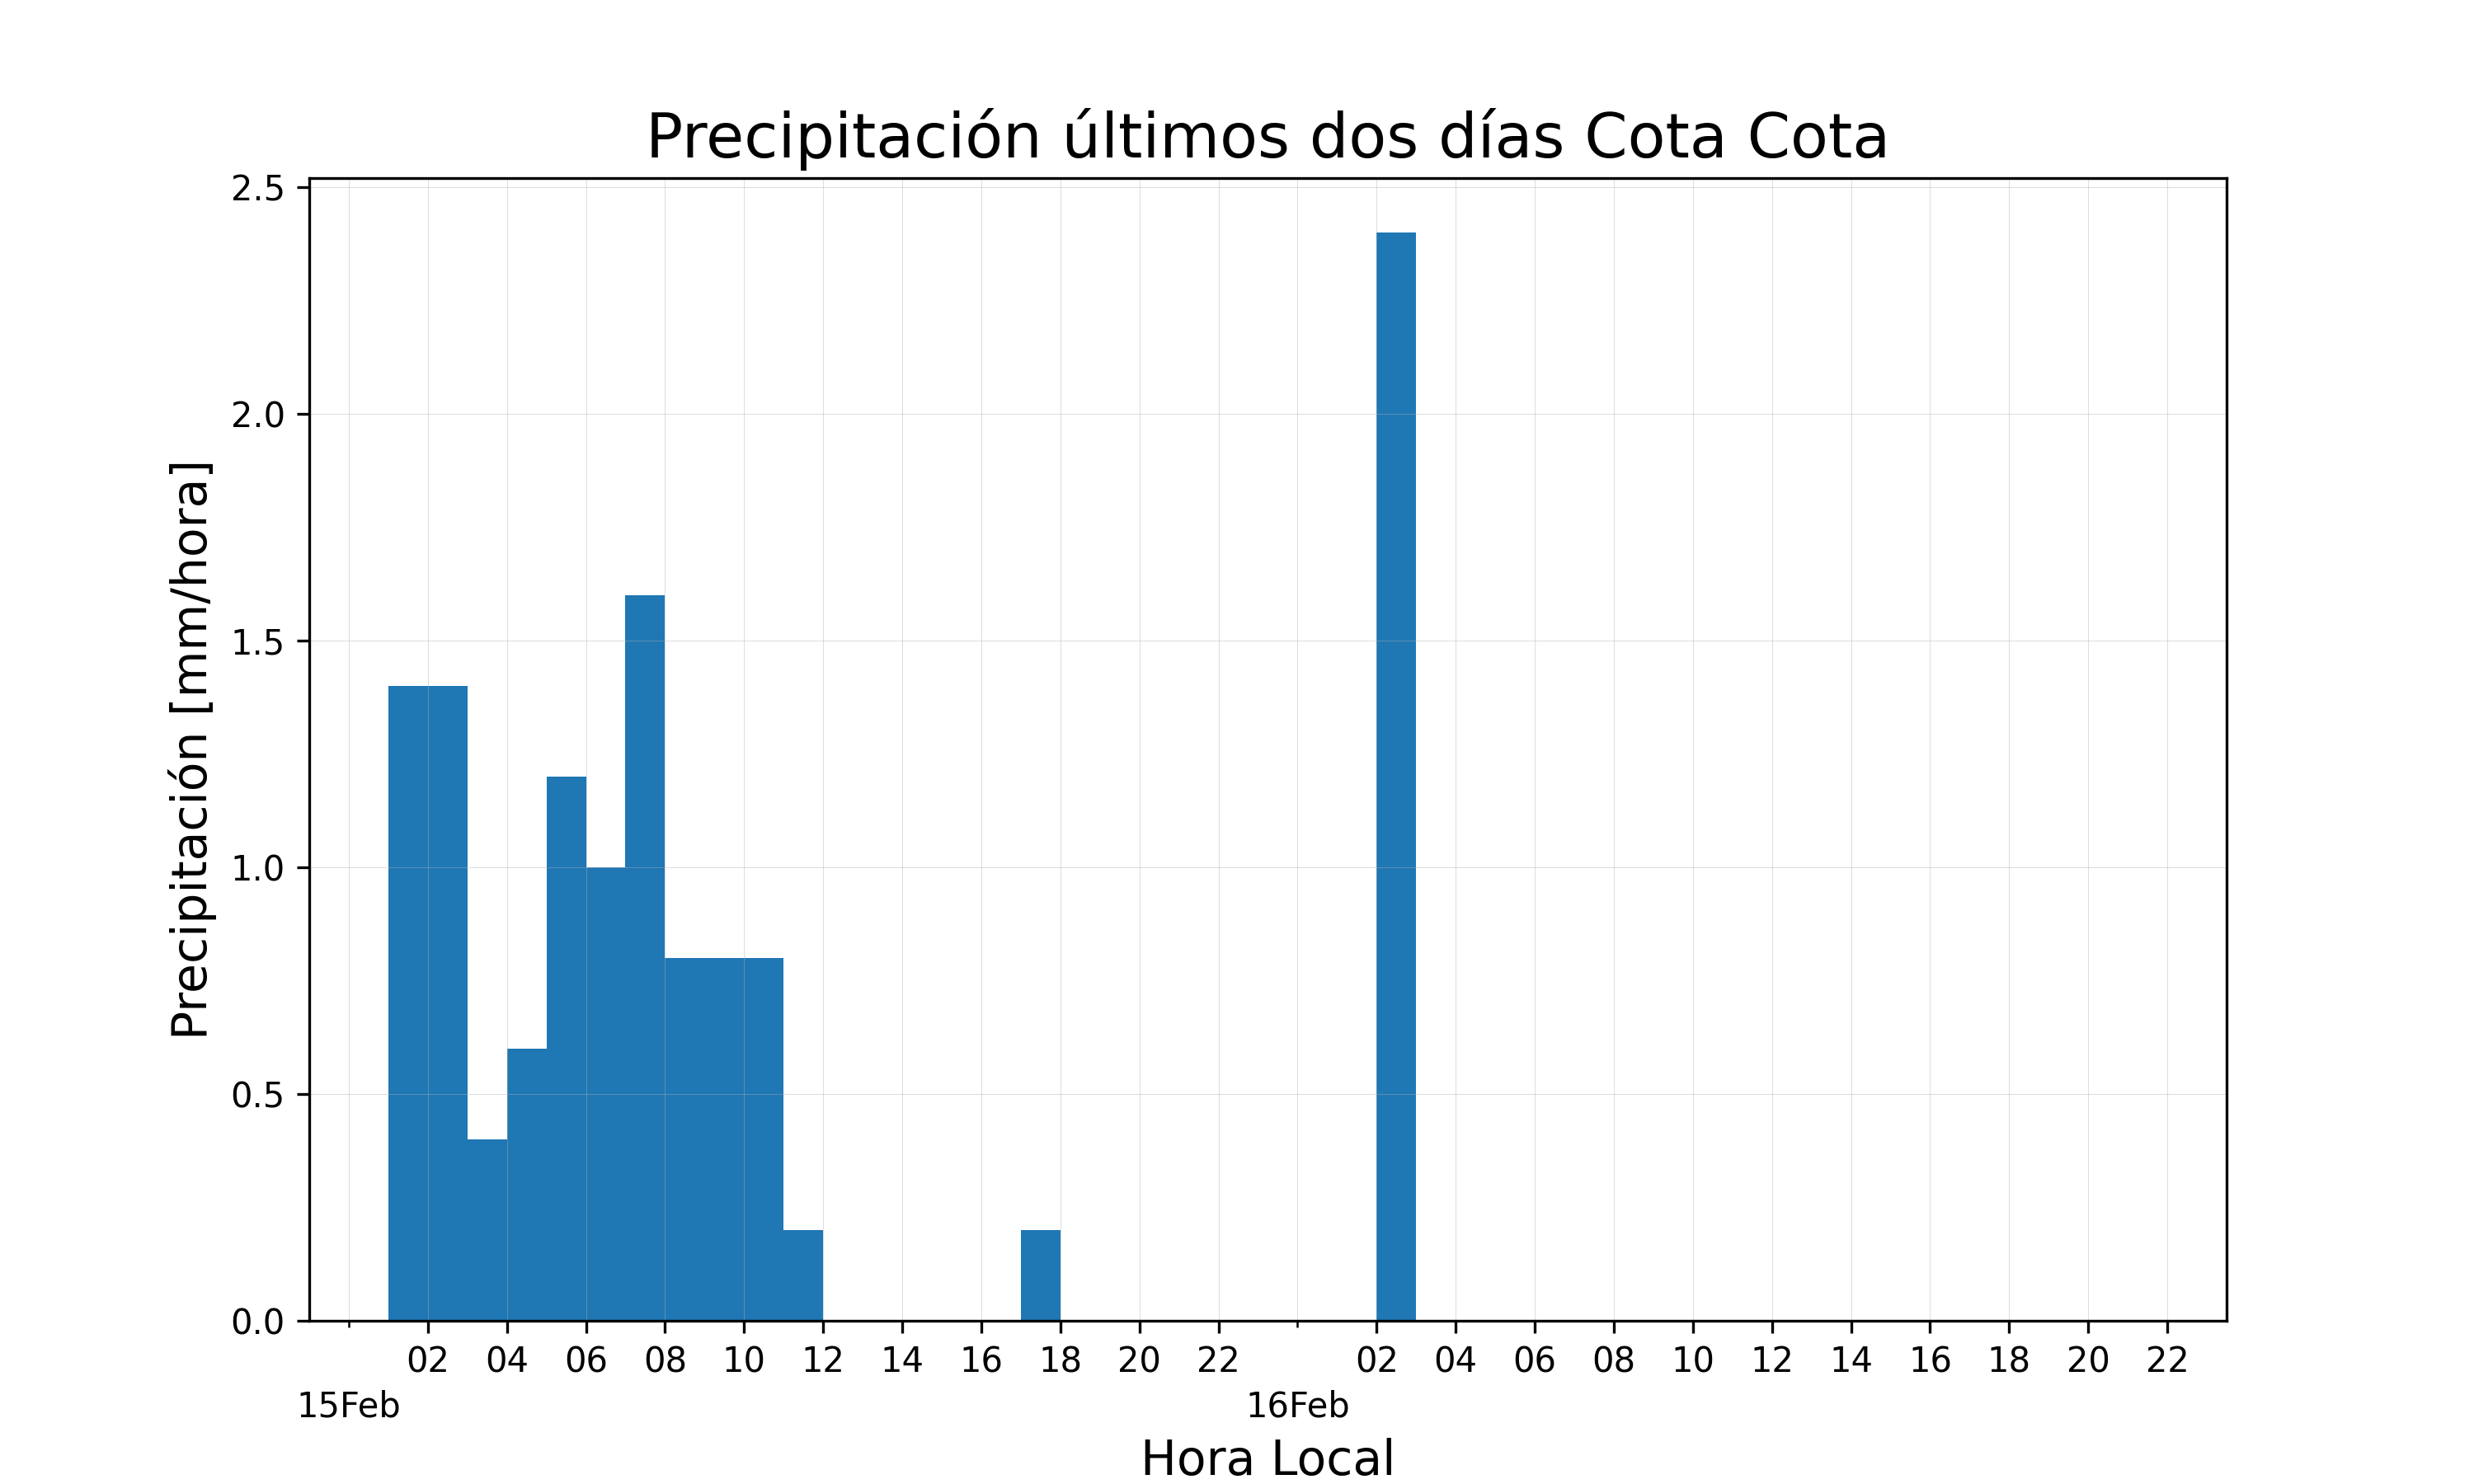 Precipitación últimos dos días Cota Cota
Precipitación [mm/hora]
2.5
2.0
1.5
1.0
0.5
0.0
02 04 06 08 10 12 14 16 18 20 22 02 04 06 08 10 12 14 16 18 20 22
15Feb 16Feb
Hora Local